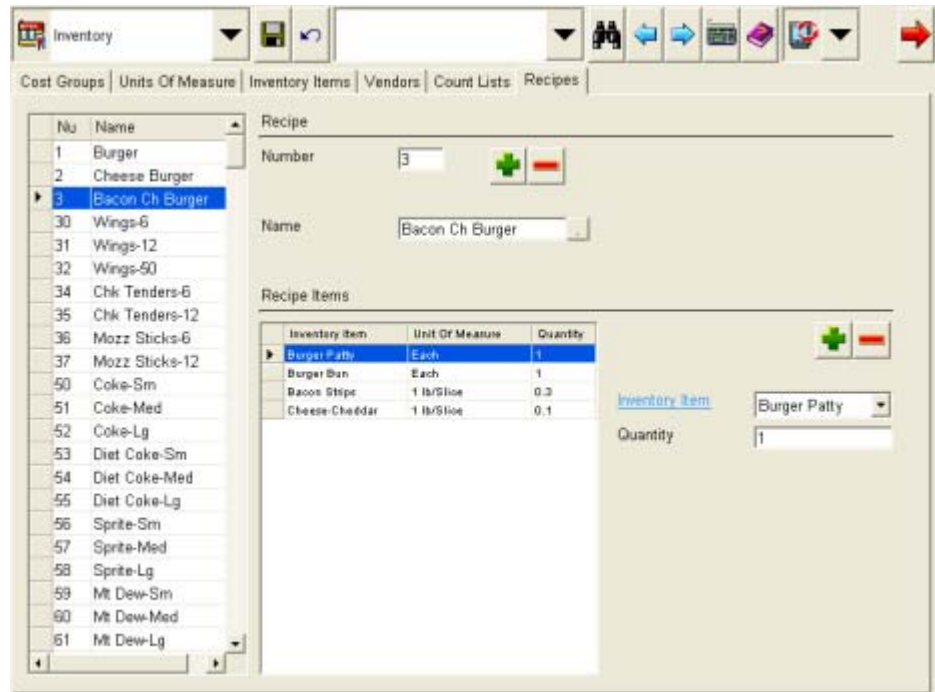 Inventory
Cost Groups Units Of Measure Inventory Items Vendors Count Lists Recipes
Nu Name
1 Burger
2 Cheese Burger
3 Bacon Ch Burger
30 Wings-6
31 Wings-12
32 Wings-50
34 Chk Tenders-6
35 Chk Tenders-12
36 Mozz Sticks-6
37 Mozz Sticks-12
50 Coke-Sm
51 Coke-Med
52 Coke-Lg
53 Diet Coke-Sm
54 Diet Coke-Med
55 Diet Coke-Lg
56 Sprite-Sm
57 Sprite-Med
58 Sprite-Lg
59 Mt Dew-Sm
60 Mt Dew-Med
61 Mt Dew-Lg
Recipe
Number 3
Name Bacon Ch Burger .
Recipe Items
Inventory Item Unit Of Measure Quantity
Burger Patty Each 1
Burger Bun Each 1
Bacon Strips 1 lb/Slice 0.3
Cheese-Cheddar 1 lb/Slice 0.1
Inventory Item Burger Patty
Quantity 1